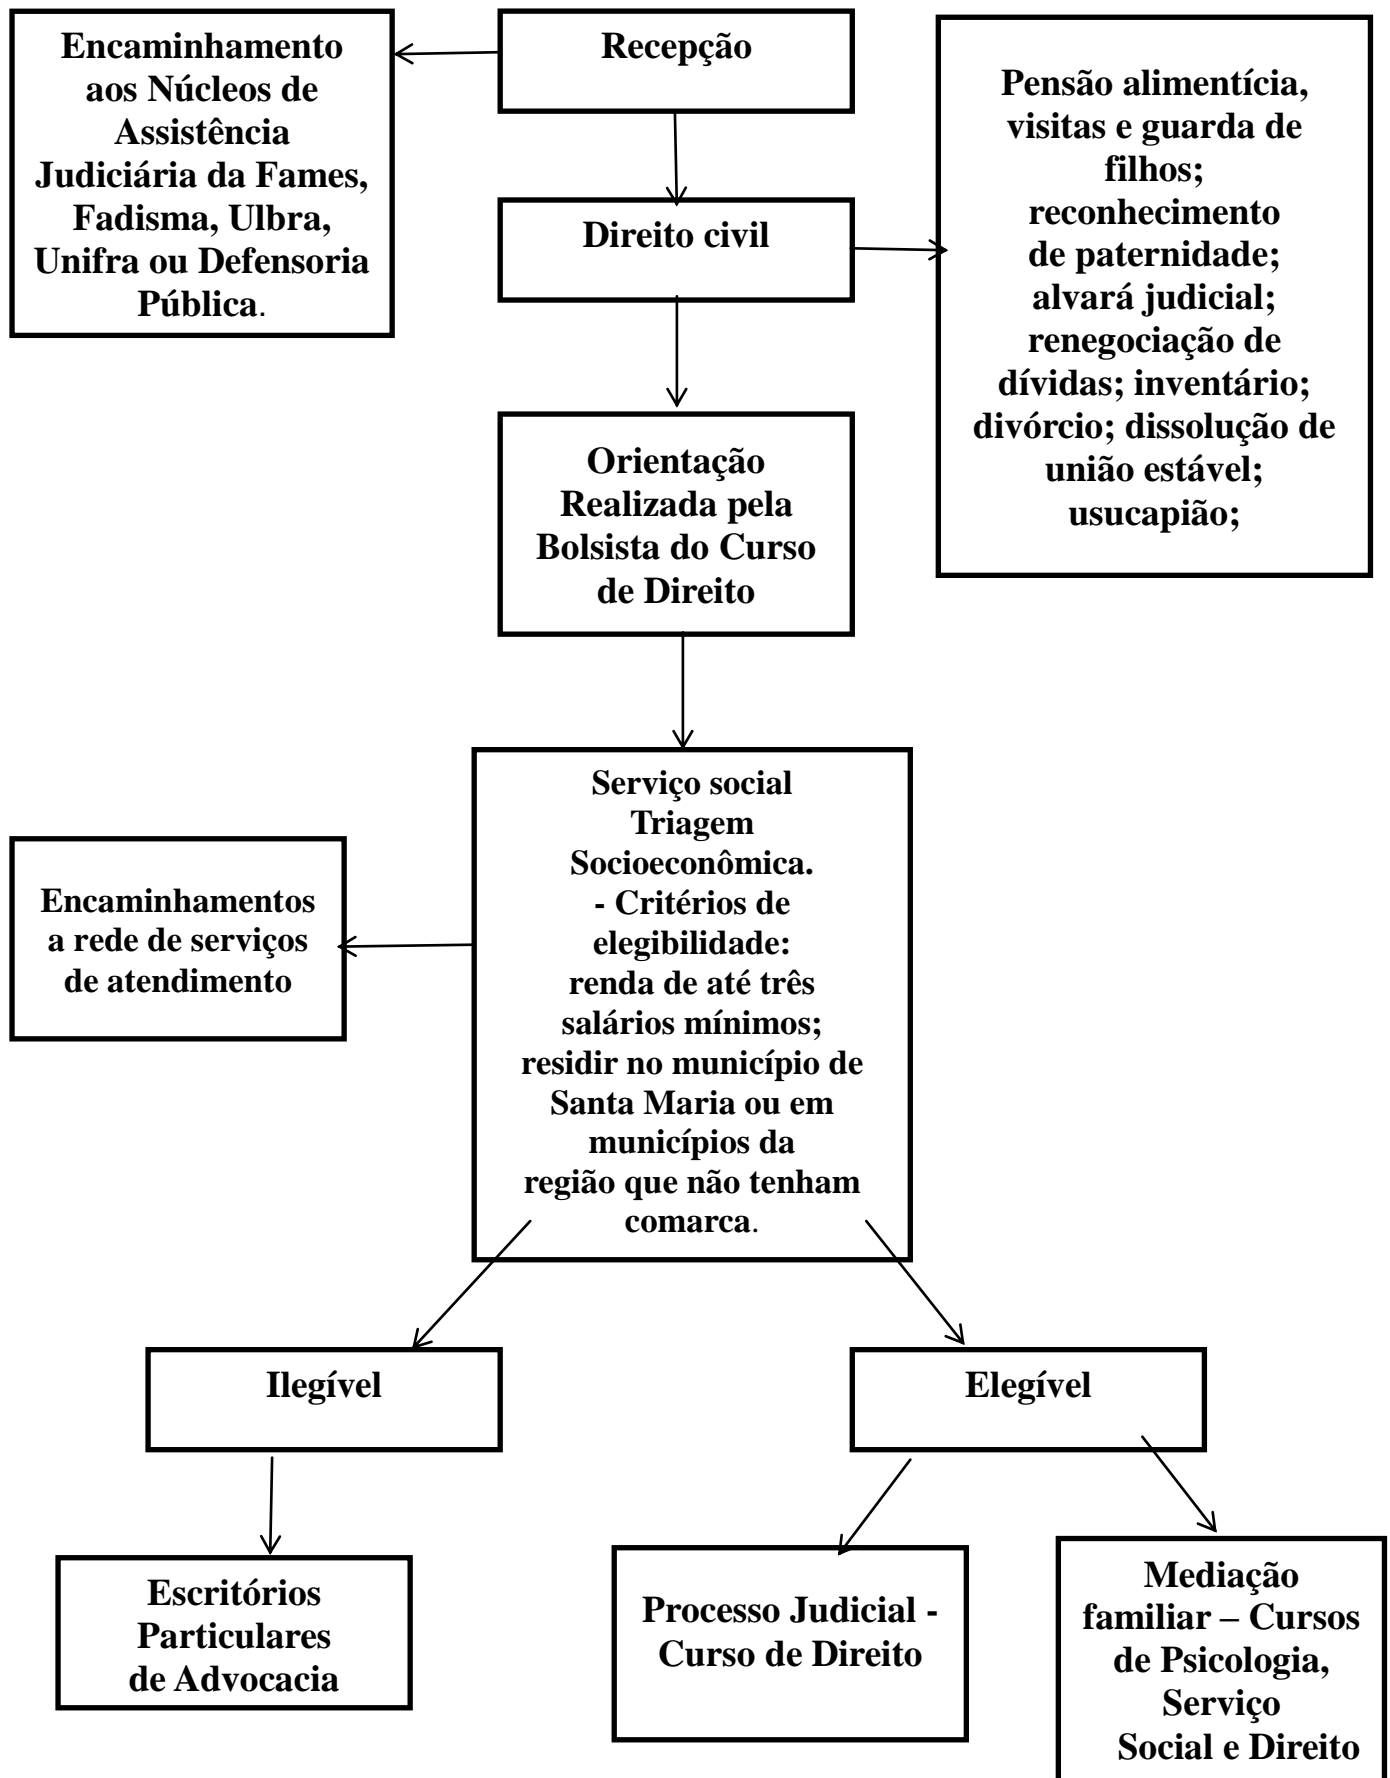 Encaminhamento
aos Núcleos de
Assistência
Judiciária da Fames,
Fadisma, Ulbra,
Unifra ou Defensoria
Pública.
Recepção
Pensão alimentícia,
visitas e guarda de
filhos;
reconhecimento
de paternidade;
alvará judicial;
renegociação de
dívidas; inventário;
divórcio; dissolução de
união estável;
usucapião;
Direito civil
Orientação
Realizada pela
Bolsista do Curso
de Direito
Serviço social
Triagem
Socioeconômica.
- Critérios de
elegibilidade:
renda de até três
salários mínimos;
residir no município de
Santa Maria ou em
municípios da
região que não tenham
comarca.
Encaminhamentos
a rede de serviços
de atendimento
Ilegível
Elegível
Escritórios
Particulares
de Advocacia
Processo Judicial -
Curso de Direito
Mediação
familiar – Cursos
de Psicologia,
Serviço
Social e Direito